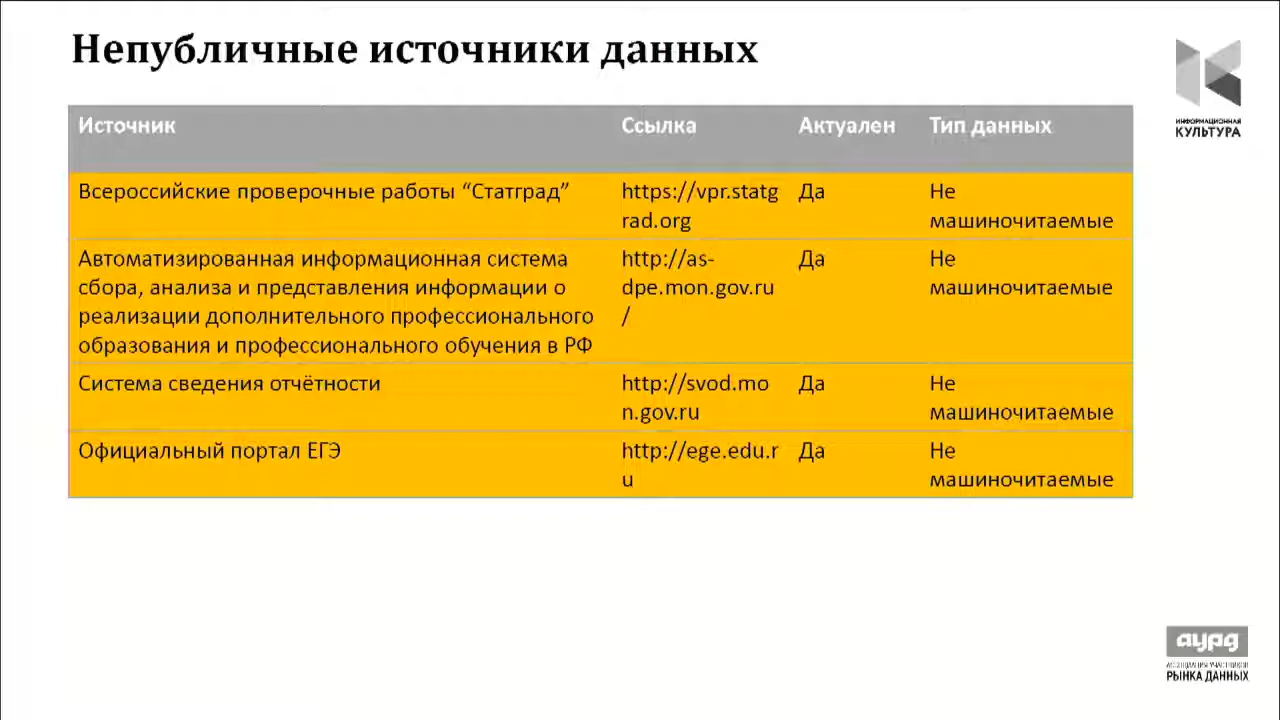 Непубличные источники данных
ИНФОРМАЦИОННАЯ
КУЛЬТУРА
Источник Ссылка Актуален Тип данных
Всероссийские проверочные работы “Статград” https://vpr.statg Да Не
rad.org машиночитаемые
Автоматизированная информационная система http://as- Да Не
сбора, анализа и представления информации о dpe.mon.gov.ru машиночитаемые
реализации дополнительного профессионального /
образования и профессионального обучения в РФ
Система сведения отчётности http://svod.mo Да Не
n.gov.ru машиночитаемые
Официальный портал ЕГЭ http://ege.edu.r Да Не
u машиночитаемые
аурд
АССОЦИАЦИЯ УЧАСТНИКОВ
РЫНКА ДАННЫХ